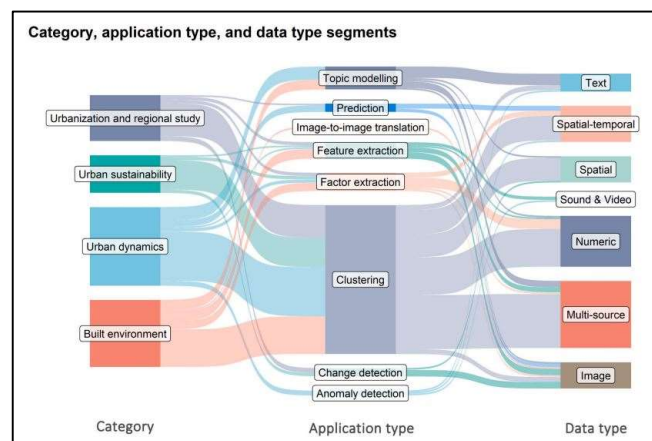 Category, application type, and data type segments
Urbanization and regional study
Urban sustainability
Urban dynamics
Built environment
Topic modelling
Prediction
Image-to-image translation
Feature extraction
Factor extraction
Clustering
Change detection
Anomaly detection
Text
Spatial-temporal
Spatial
Sound & Video
Numeric
Multi-source
Image
Category
Application type
Data type